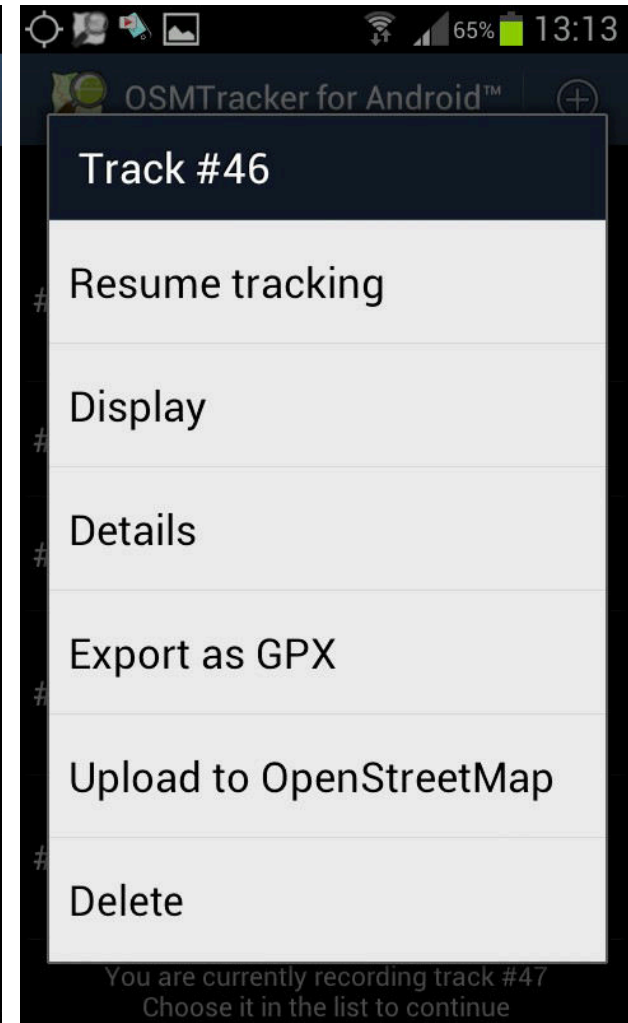 65% 13:13
OSMTracker for Android™
Track #46
Resume tracking
#
Display
#
Details
#
Export as GPX
#
Upload to OpenStreetMap
#
Delete
You are currently recording track #47
Choose it in the list to continue